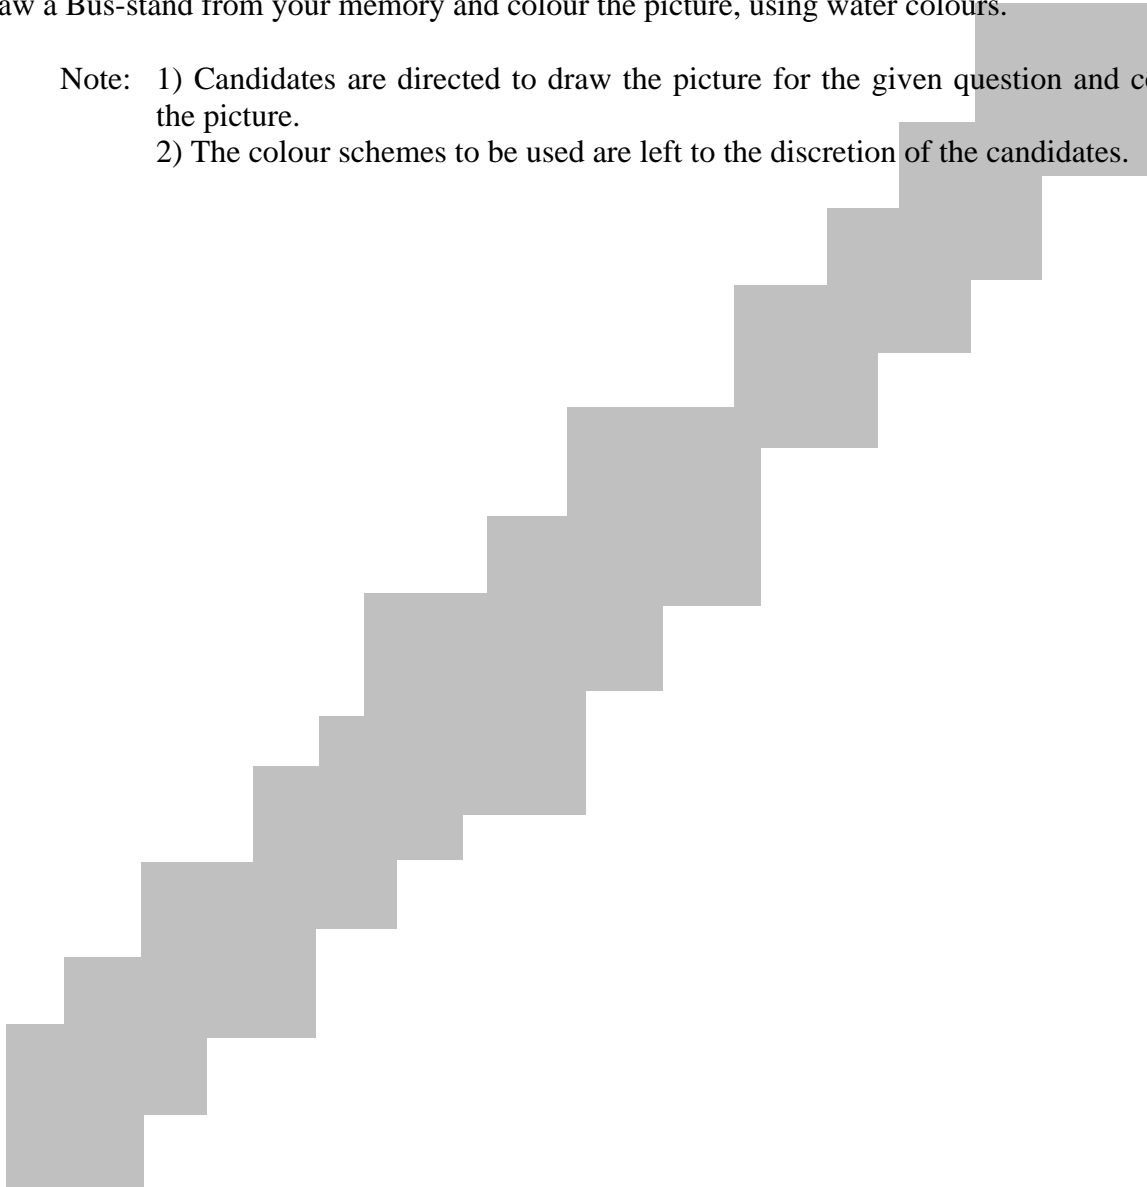 aw a Bus-stand from your memory and colour the picture, using water colours.
Note: 1) Candidates are directed to draw the picture for the given question and
the picture.
2) The colour schemes to be used are left to the discretion of the candidates.